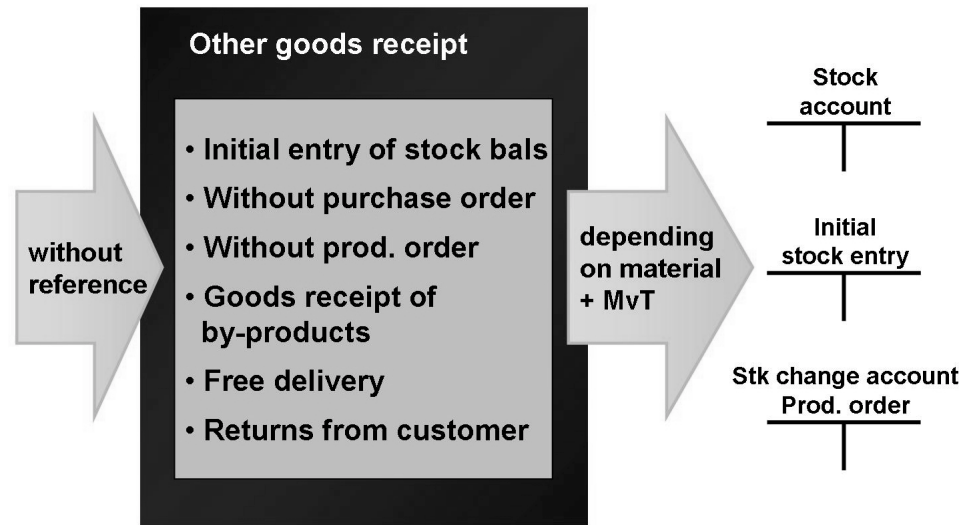 Other goods receipt
without
reference
• Initial entry of stock bals
• Without purchase order
• Without prod. order
• Goods receipt of
by-products
• Free delivery
• Returns from customer
depending
on material
+ MvT
Stock
account
Initial
stock entry
Stk change account
Prod. order